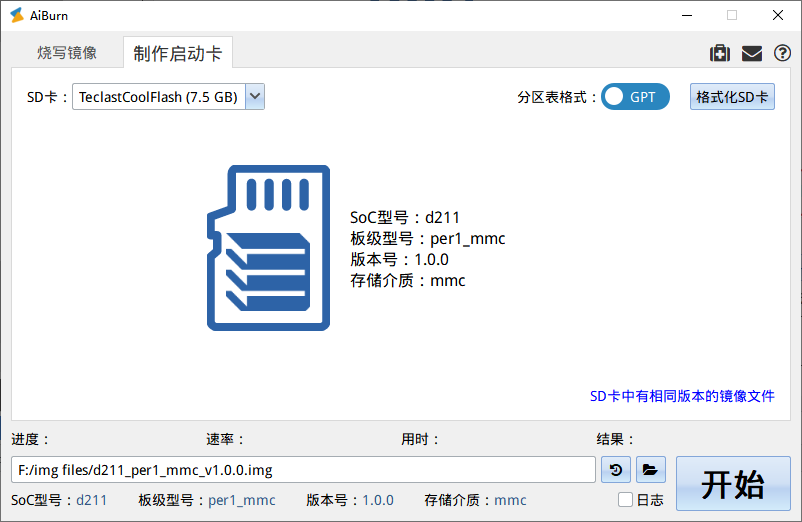 AiBurn
烧写镜像 制作启动卡
SD卡：TeclastCoolFlash (7.5 GB) 分区表格式：GPT 格式化SD卡
SoC型号：d211
板级型号：per1_mmc
版本号：1.0.0
存储介质：mmc
SD卡中有相同版本的镜像文件
进度： 速率： 用时： 结果：
F:/img files/d211_per1_mmc_v1.0.0.img
开始
SoC型号：d211 板级型号：per1_mmc 版本号：1.0.0 存储介质：mmc 日志